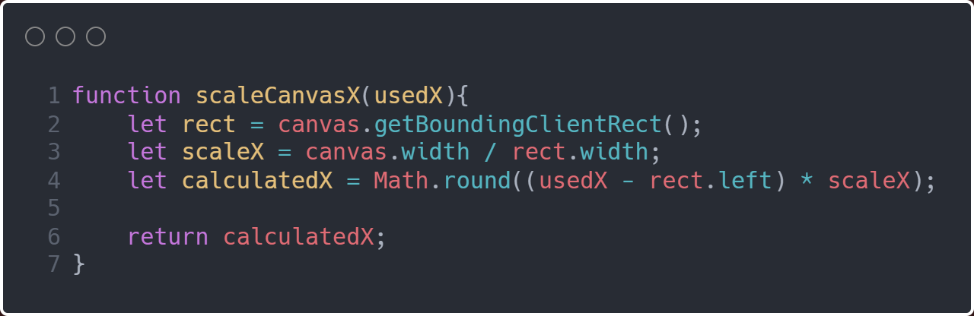 1 function scaleCanvasX(usedX){
2     let rect = canvas.getBoundingClientRect();
3     let scaleX = canvas.width / rect.width;
4     let calculatedX = Math.round((usedX - rect.left) * scaleX);
5
6     return calculatedX;
7 }